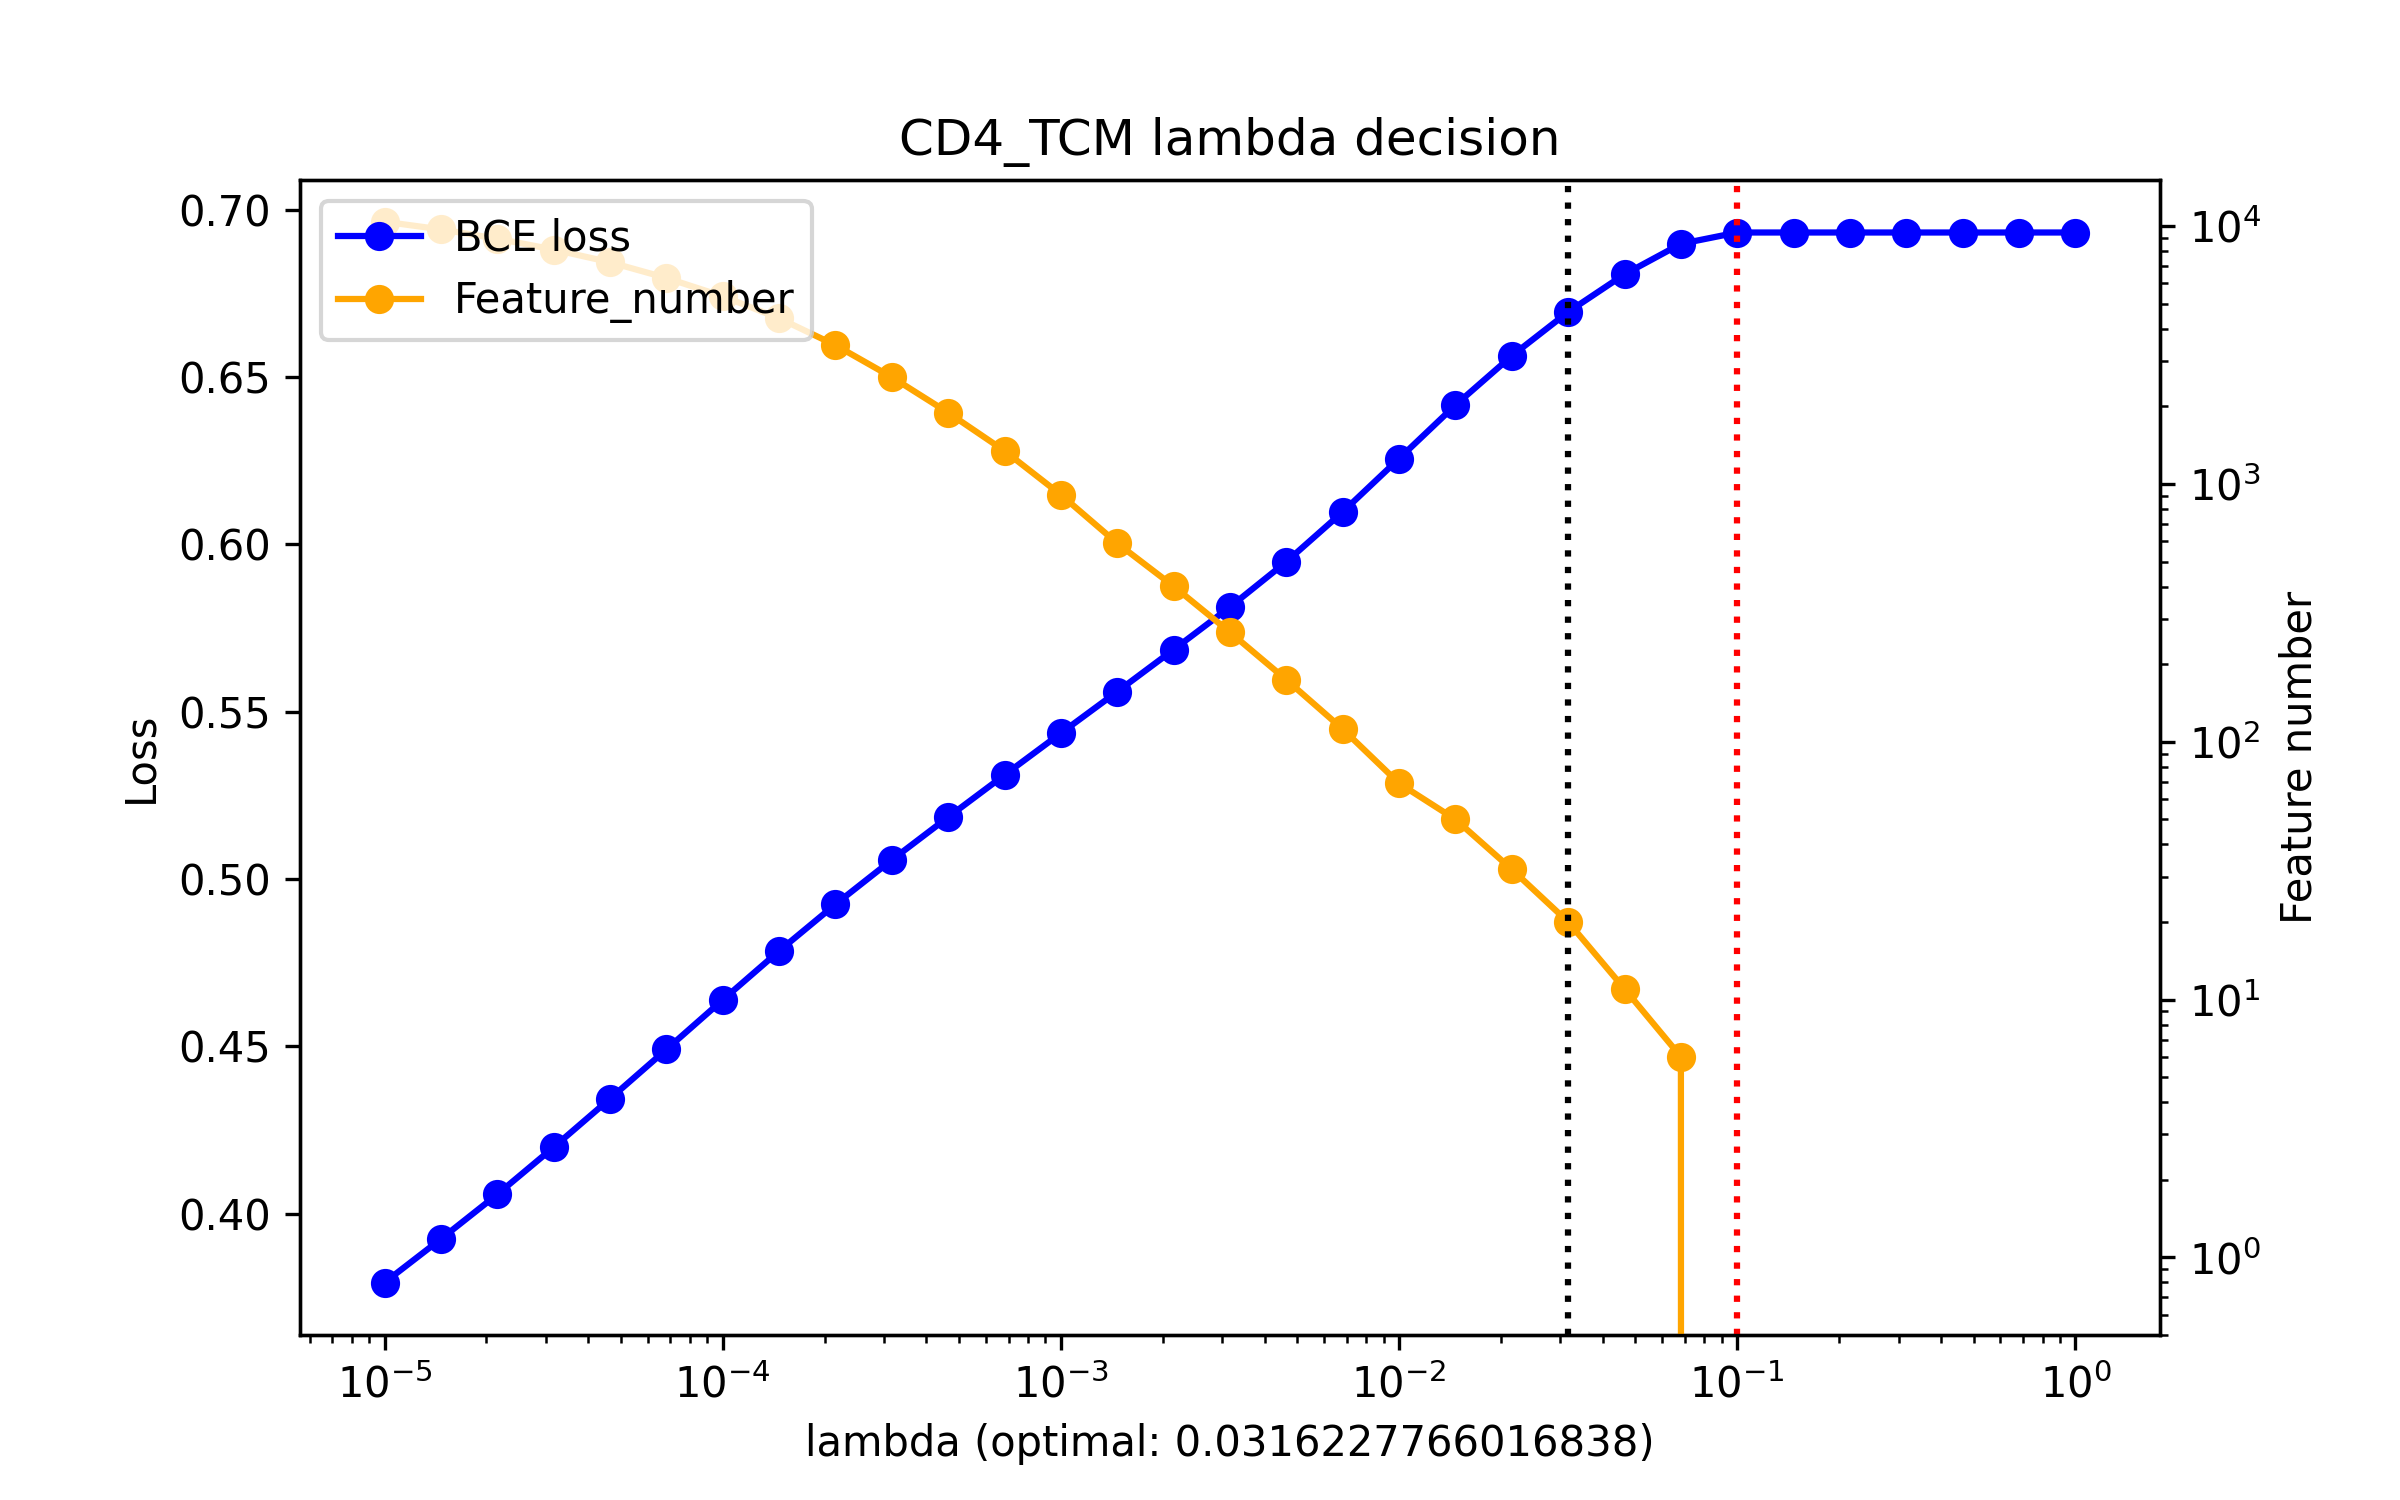 CD4_TCM lambda decision
BCE loss
Feature_number
0.70
0.65
0.60
0.55
0.50
0.45
0.40
Loss
10⁴
10³
10²
10¹
10⁰
Feature number
10⁻⁵ 10⁻⁴ 10⁻³ 10⁻² 10⁻¹ 10⁰
lambda (optimal: 0.0316227766016838)